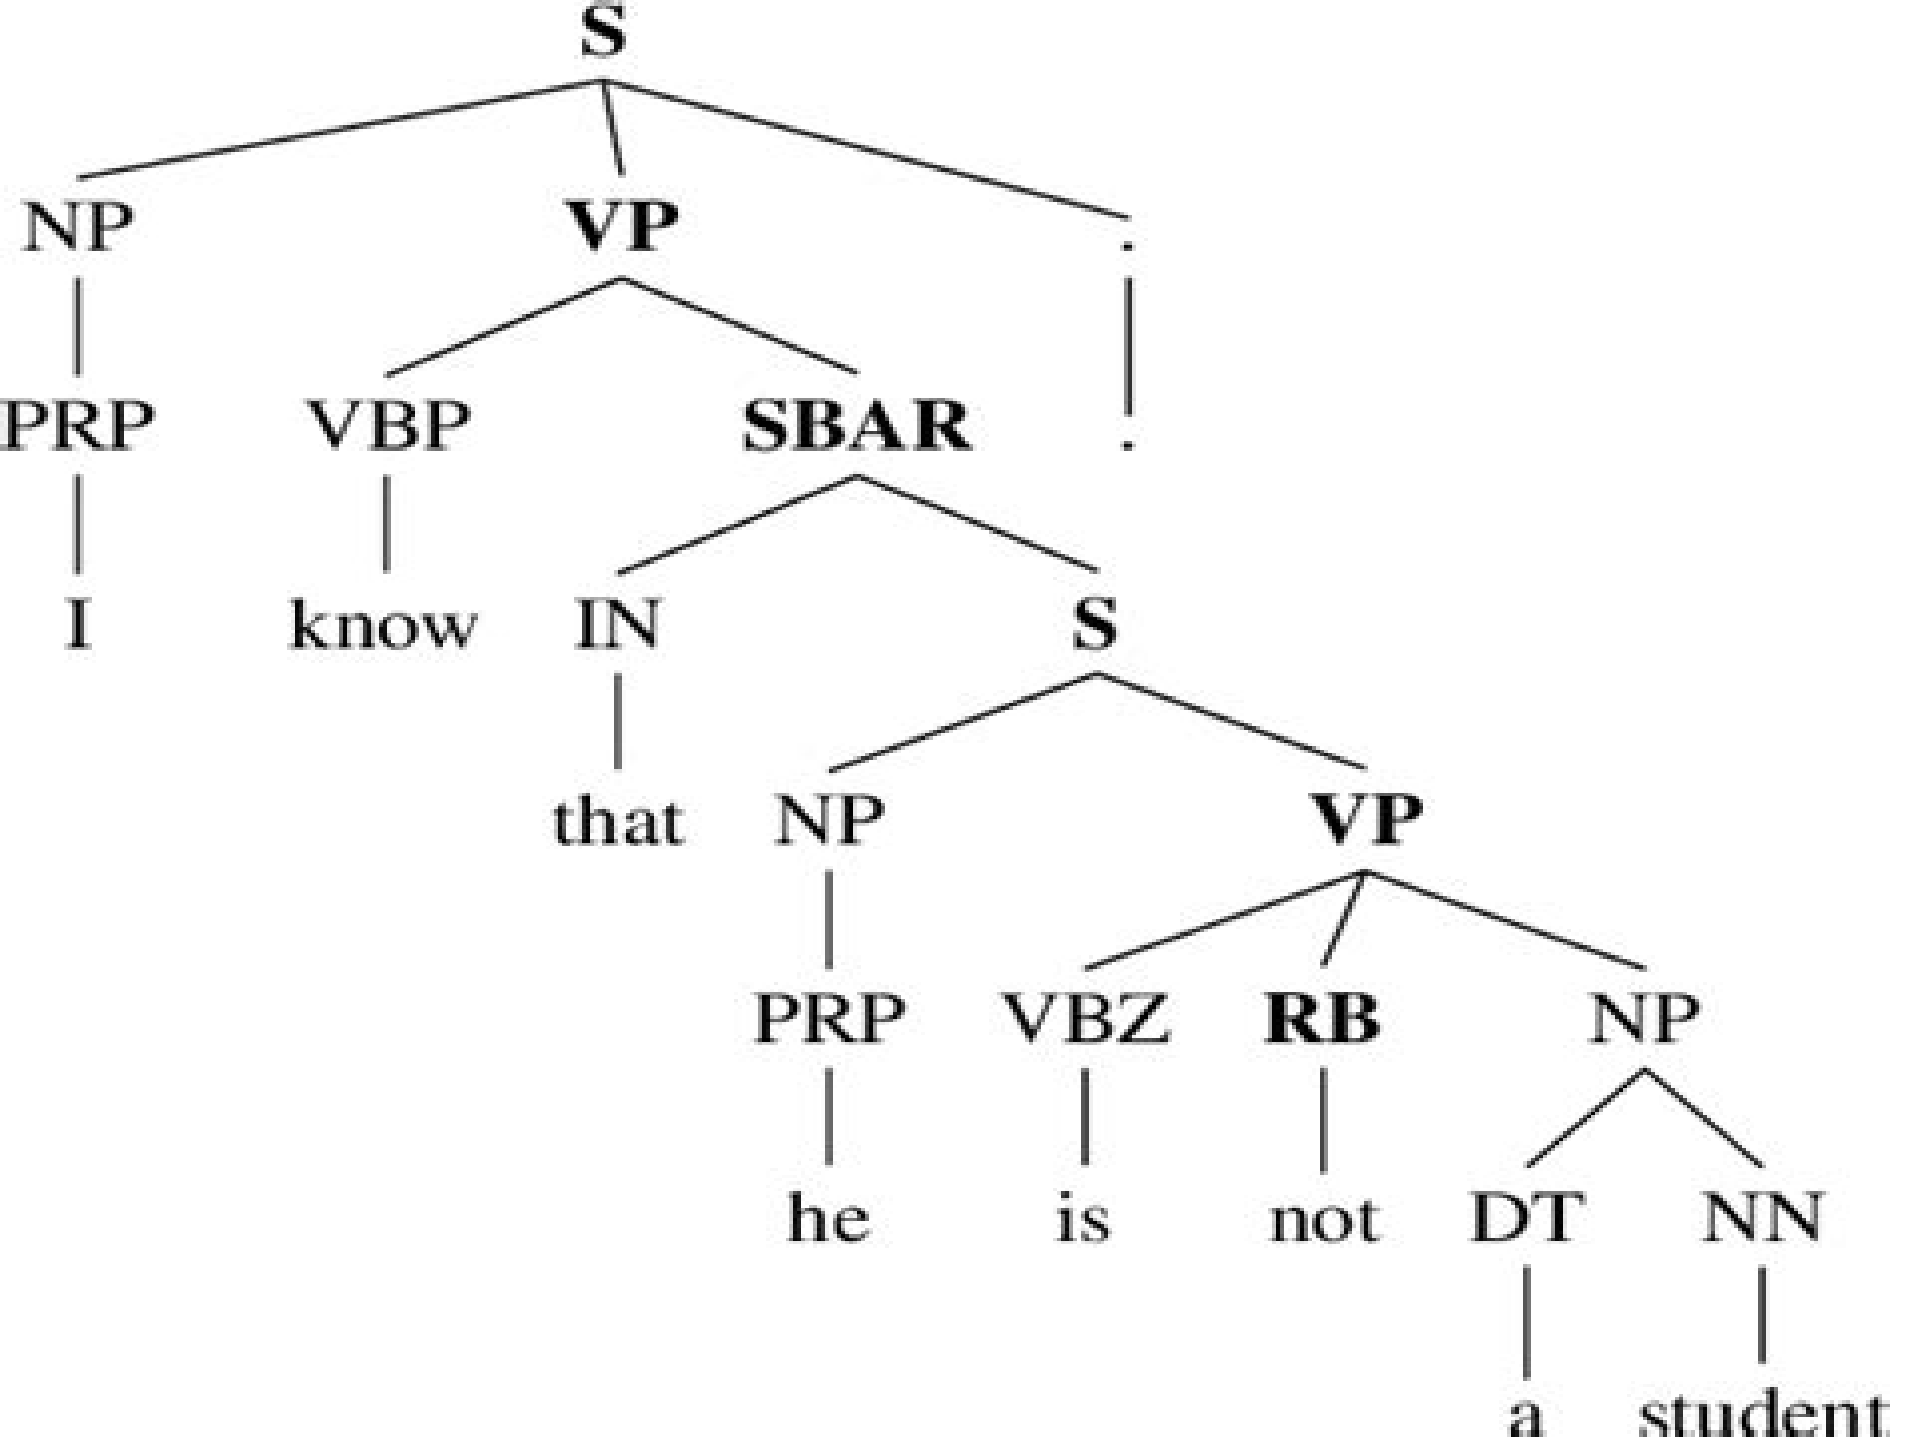 S
NP VP .
PRP VBP SBAR .
I know IN S
that NP VP
PRP VBZ RB NP
he is not DT NN
a student